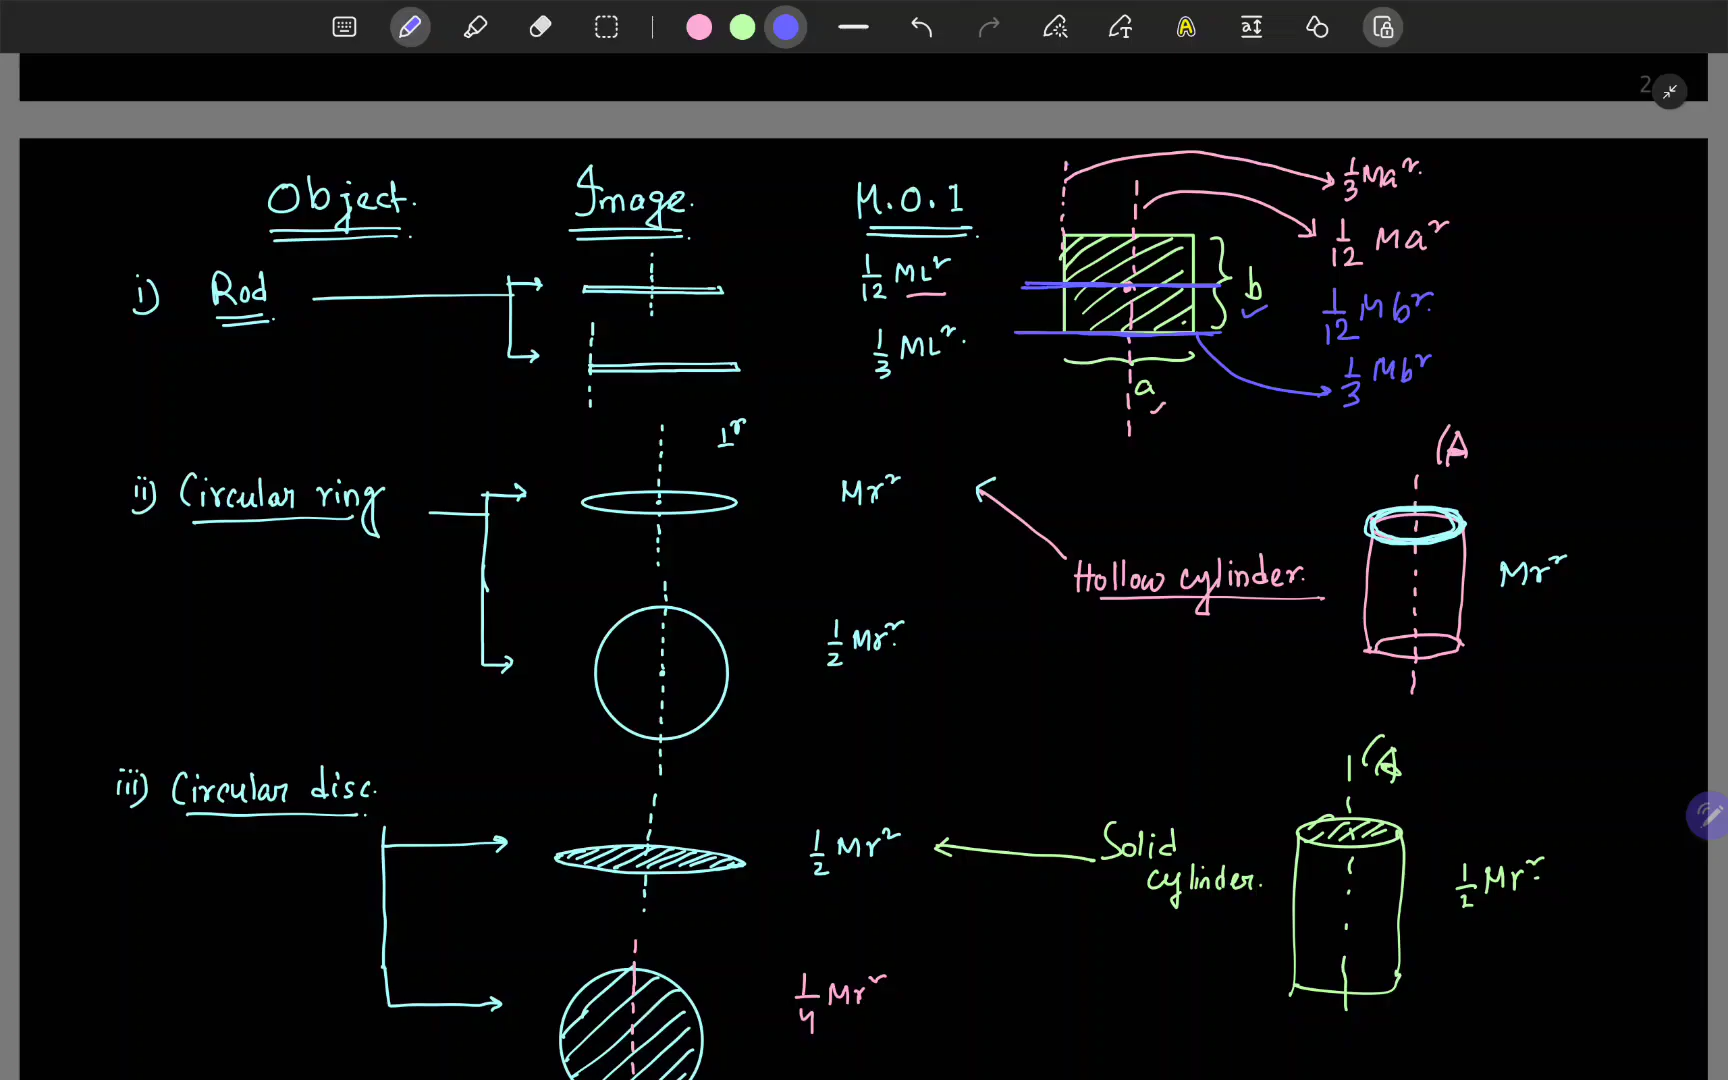 2
Object. Image. M.O.I
i) Rod
1/12 ML²
1/3 ML².
1/3 Ma².
1/12 Ma²
b
1/12 Mb².
1/3 Mb²
a
ii) Circular ring
Mr²
1/2 Mr².
Hollow cylinder.
(A
Mr²
iii) Circular disc.
1/2 Mr²
Solid
cylinder.
(A
1/2 Mr².
1/4 Mr²